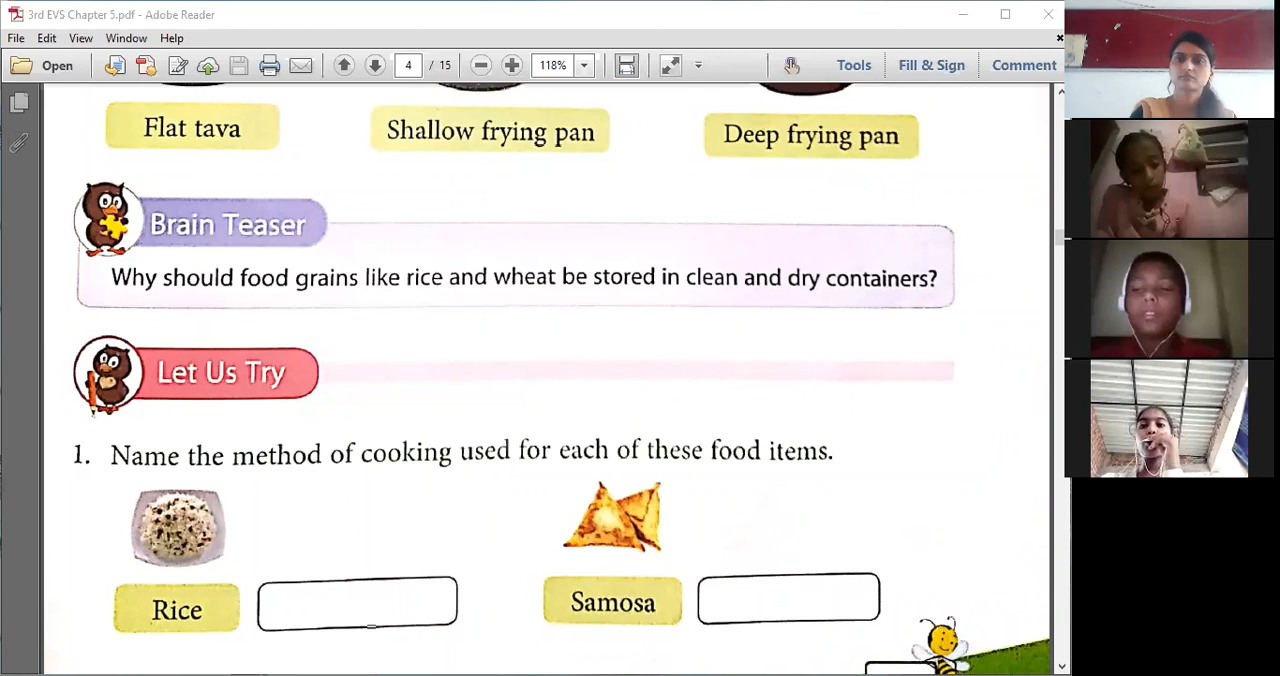 3rd EVS Chapter 5.pdf - Adobe Reader
File Edit View Window Help
Open 4 / 15 118% Tools Fill & Sign Comment
Flat tava Shallow frying pan Deep frying pan
Brain Teaser
Why should food grains like rice and wheat be stored in clean and dry containers?
Let Us Try
1. Name the method of cooking used for each of these food items.
Rice Samosa